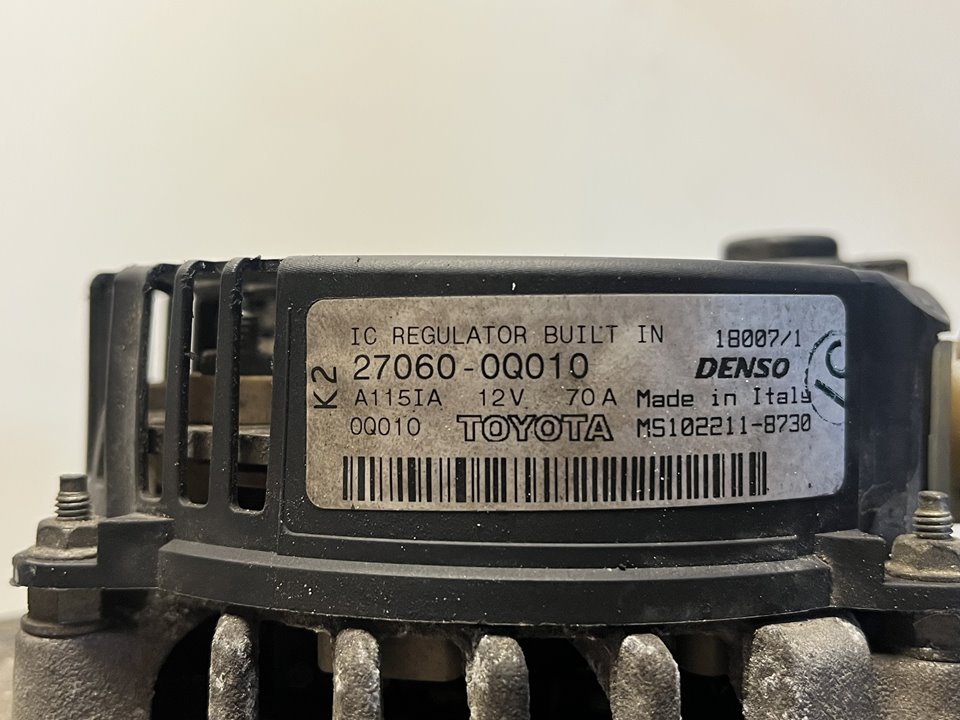 IC REGULATOR BUILT IN 18007/1
K2 27060-0Q010 DENSO
A115IA 12V 70A Made in Italy
0Q010 TOYOTA MS102211-8730